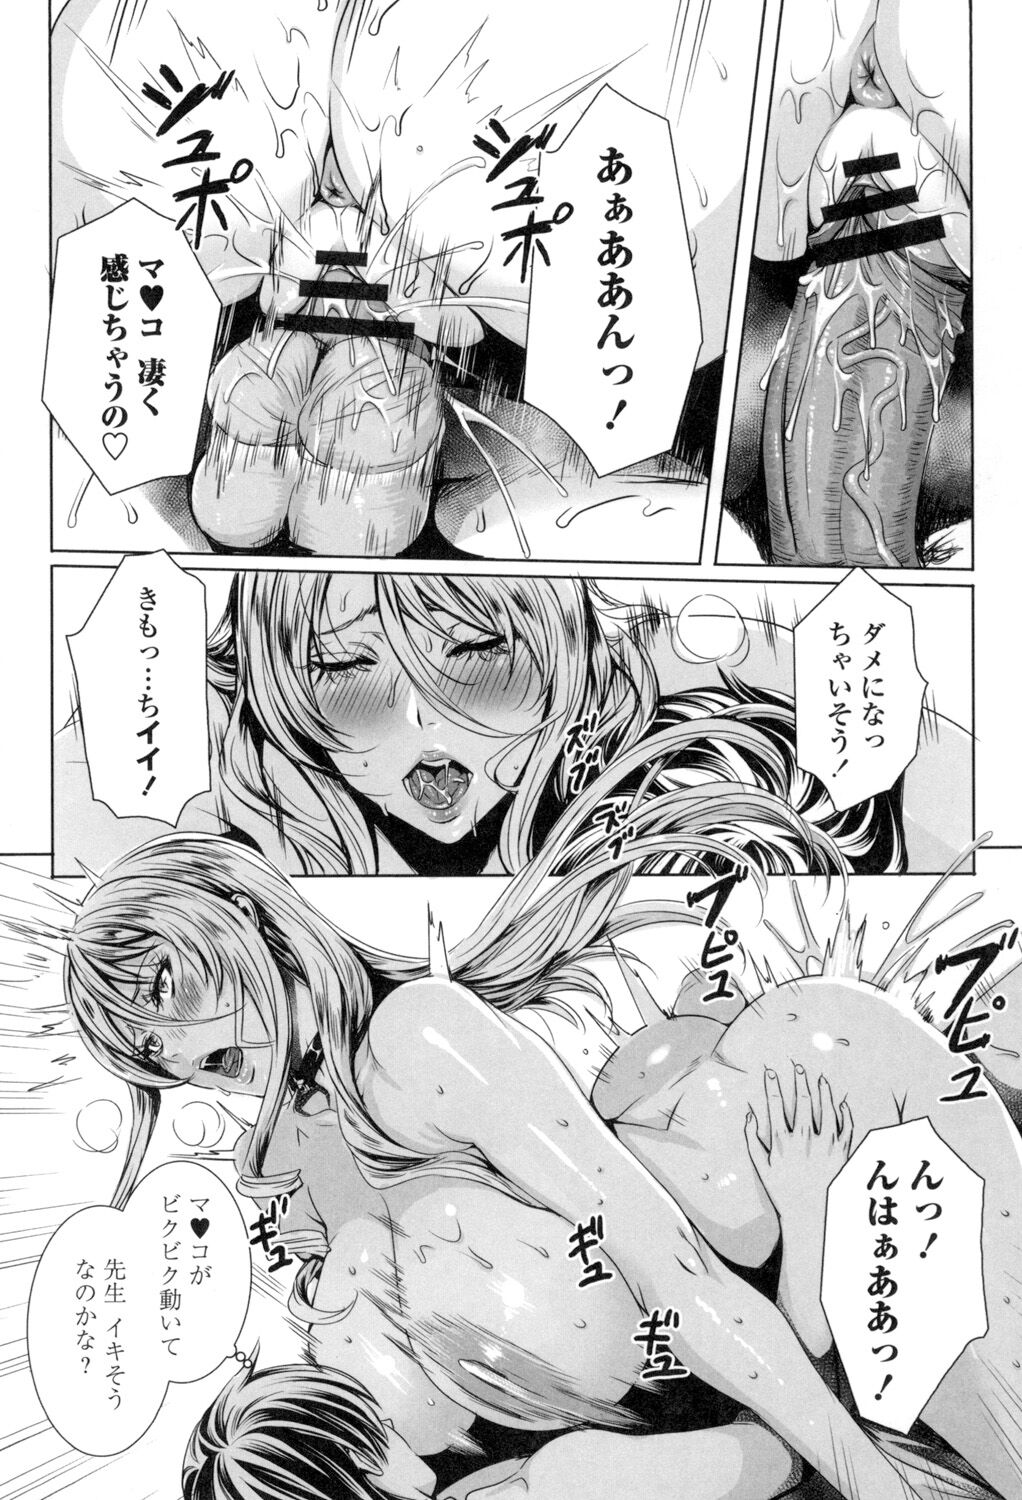 あぁああんっ！
ジュポ
ジュポ
マ♥コ 凄く
感じちゃうの♡
ダメになっ
ちゃいそう！
ズブ
ズブ
きもっ…ちイイ！
ブピュ
ブピュ
んっ！
んはぁああっ！
ギュ
ギュ
ギュ
マ♥コが
ビクビク動いて
先生 イキそう
なのかな？